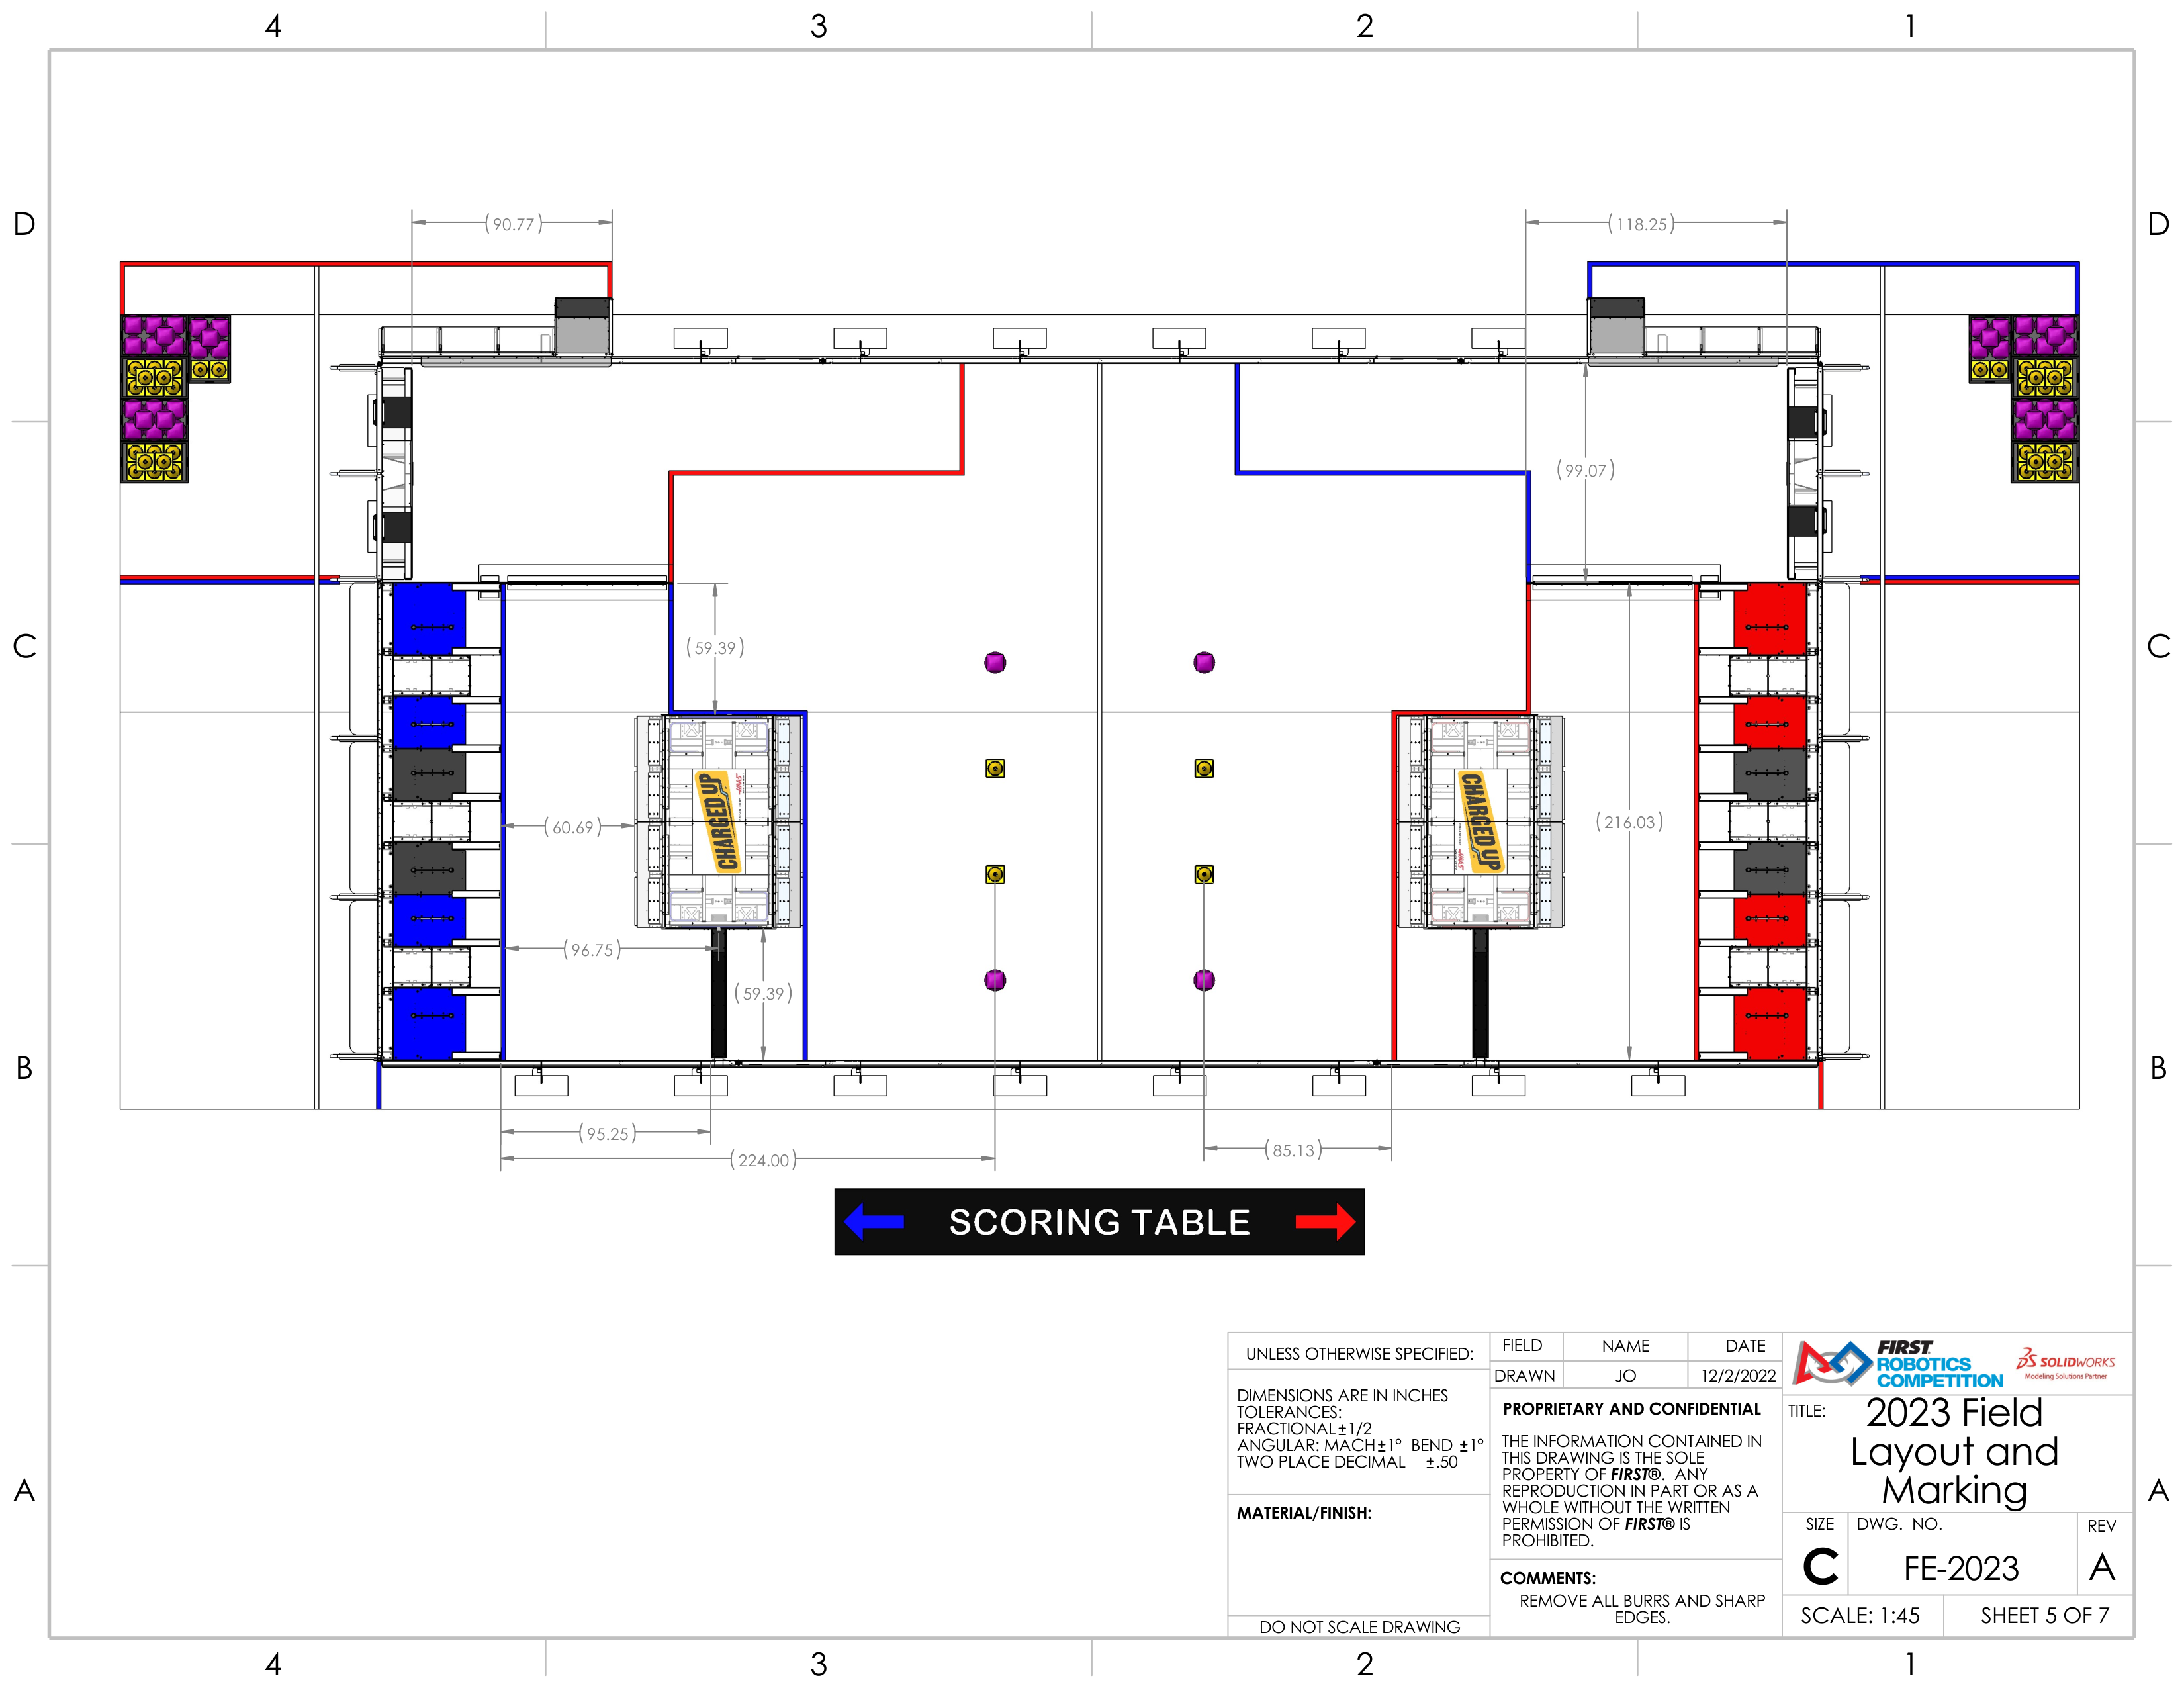 4 3 2 1
D D
(90.77) (118.25)
(99.07)
C C
(59.39)
CHARGED UP CHARGED UP
(60.69) (216.03)
(96.75)
(59.39)
B B
(95.25)
(224.00) (85.13)
SCORING TABLE
UNLESS OTHERWISE SPECIFIED:
DIMENSIONS ARE IN INCHES
TOLERANCES:
FRACTIONAL±1/2
ANGULAR: MACH±1° BEND ±1°
TWO PLACE DECIMAL ±.50
MATERIAL/FINISH:
DO NOT SCALE DRAWING
FIELD NAME DATE
DRAWN JO 12/2/2022
PROPRIETARY AND CONFIDENTIAL
THE INFORMATION CONTAINED IN
THIS DRAWING IS THE SOLE
PROPERTY OF FIRST®. ANY
REPRODUCTION IN PART OR AS A
WHOLE WITHOUT THE WRITTEN
PERMISSION OF FIRST® IS
PROHIBITED.
COMMENTS:
REMOVE ALL BURRS AND SHARP
EDGES.
FIRST
ROBOTICS
COMPETITION
SOLIDWORKS
Modeling Solutions Partner
TITLE:
2023 Field
Layout and
Marking
SIZE DWG. NO. REV
C FE-2023 A
SCALE: 1:45 SHEET 5 OF 7
A A
4 3 2 1